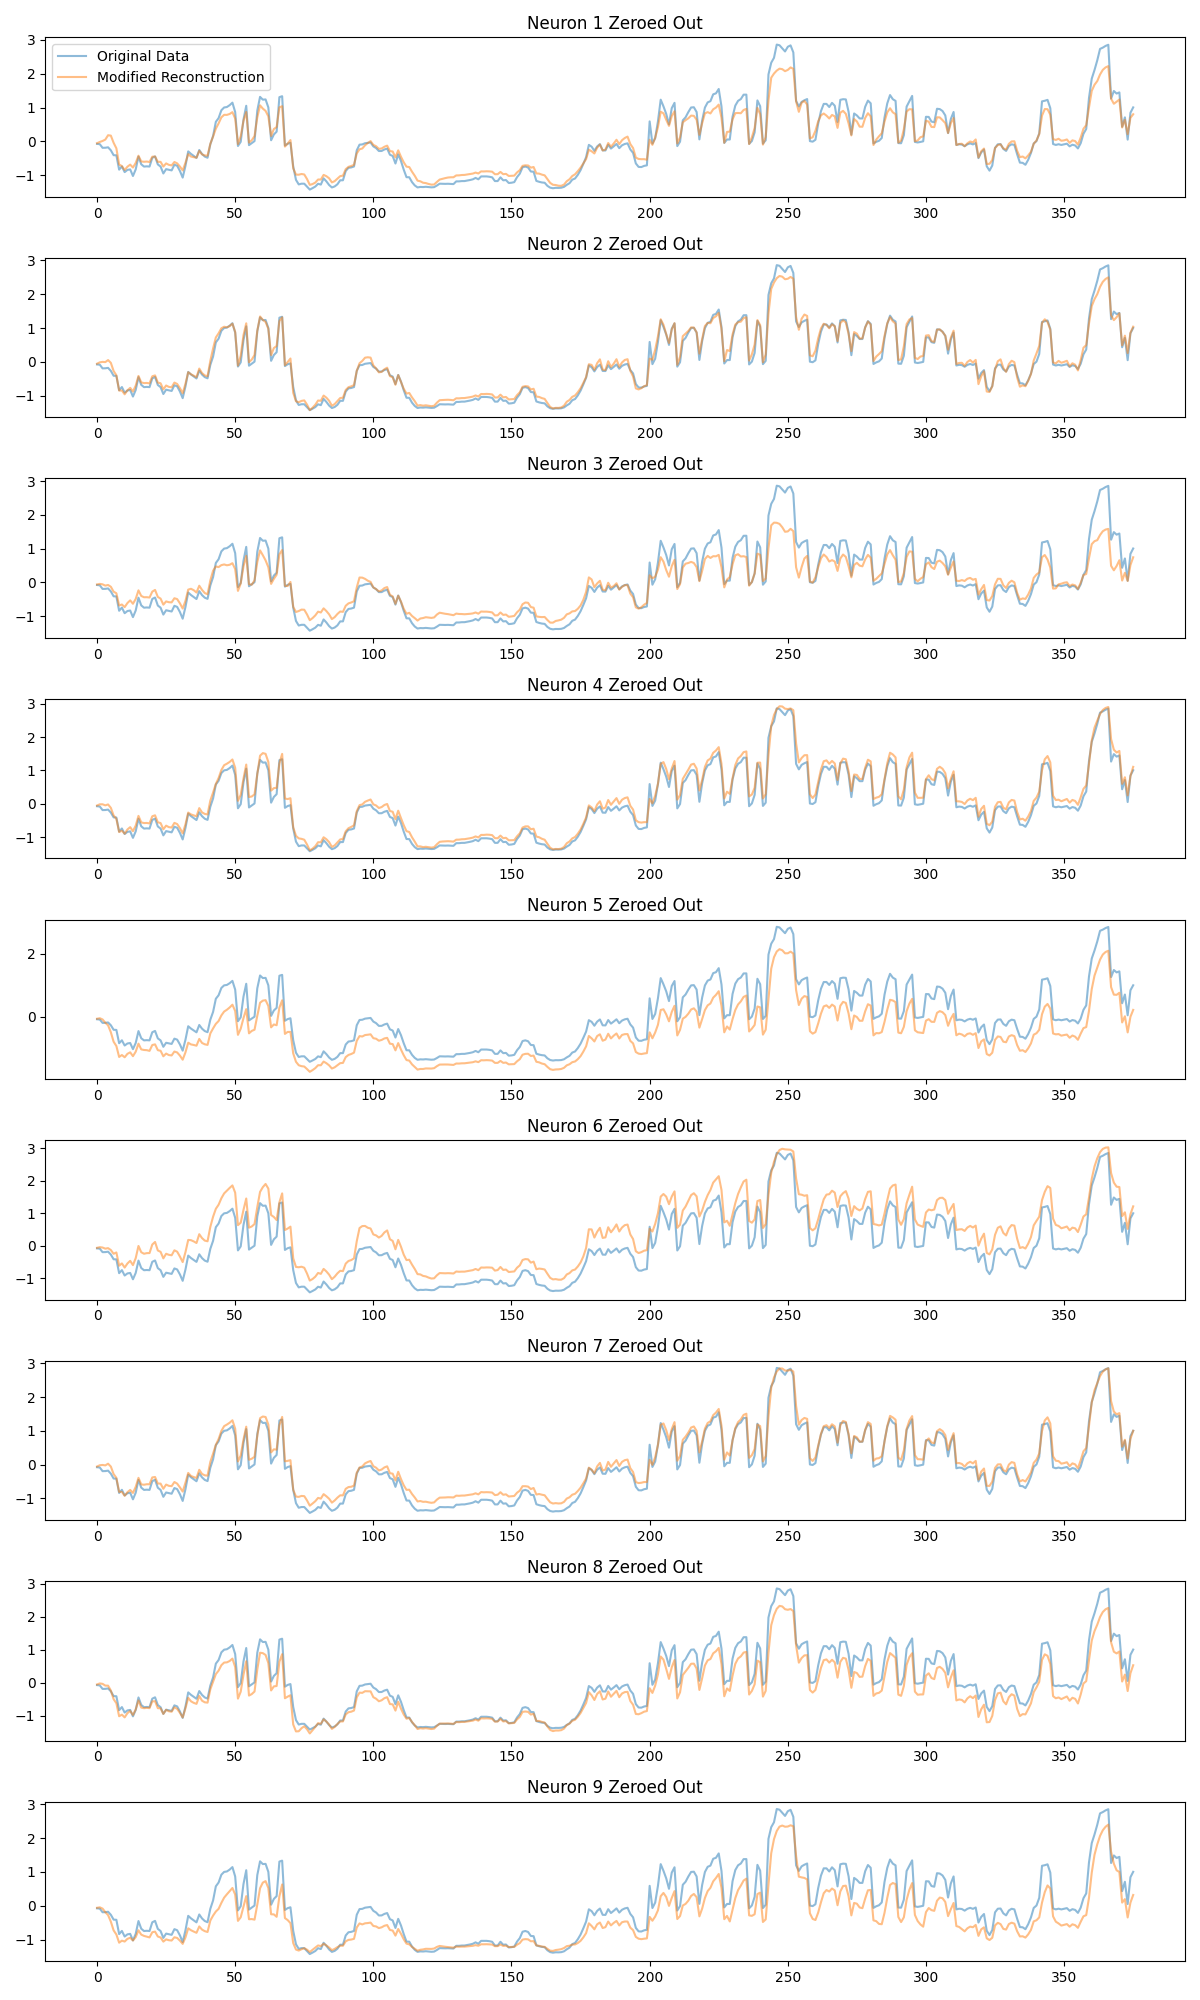 Neuron 1 Zeroed Out
Original Data
Modified Reconstruction
3
2
1
0
−1
0 50 100 150 200 250 300 350
Neuron 2 Zeroed Out
3
2
1
0
−1
0 50 100 150 200 250 300 350
Neuron 3 Zeroed Out
3
2
1
0
−1
0 50 100 150 200 250 300 350
Neuron 4 Zeroed Out
3
2
1
0
−1
0 50 100 150 200 250 300 350
Neuron 5 Zeroed Out
2
0
0 50 100 150 200 250 300 350
Neuron 6 Zeroed Out
3
2
1
0
−1
0 50 100 150 200 250 300 350
Neuron 7 Zeroed Out
3
2
1
0
−1
0 50 100 150 200 250 300 350
Neuron 8 Zeroed Out
3
2
1
0
−1
0 50 100 150 200 250 300 350
Neuron 9 Zeroed Out
3
2
1
0
−1
0 50 100 150 200 250 300 350